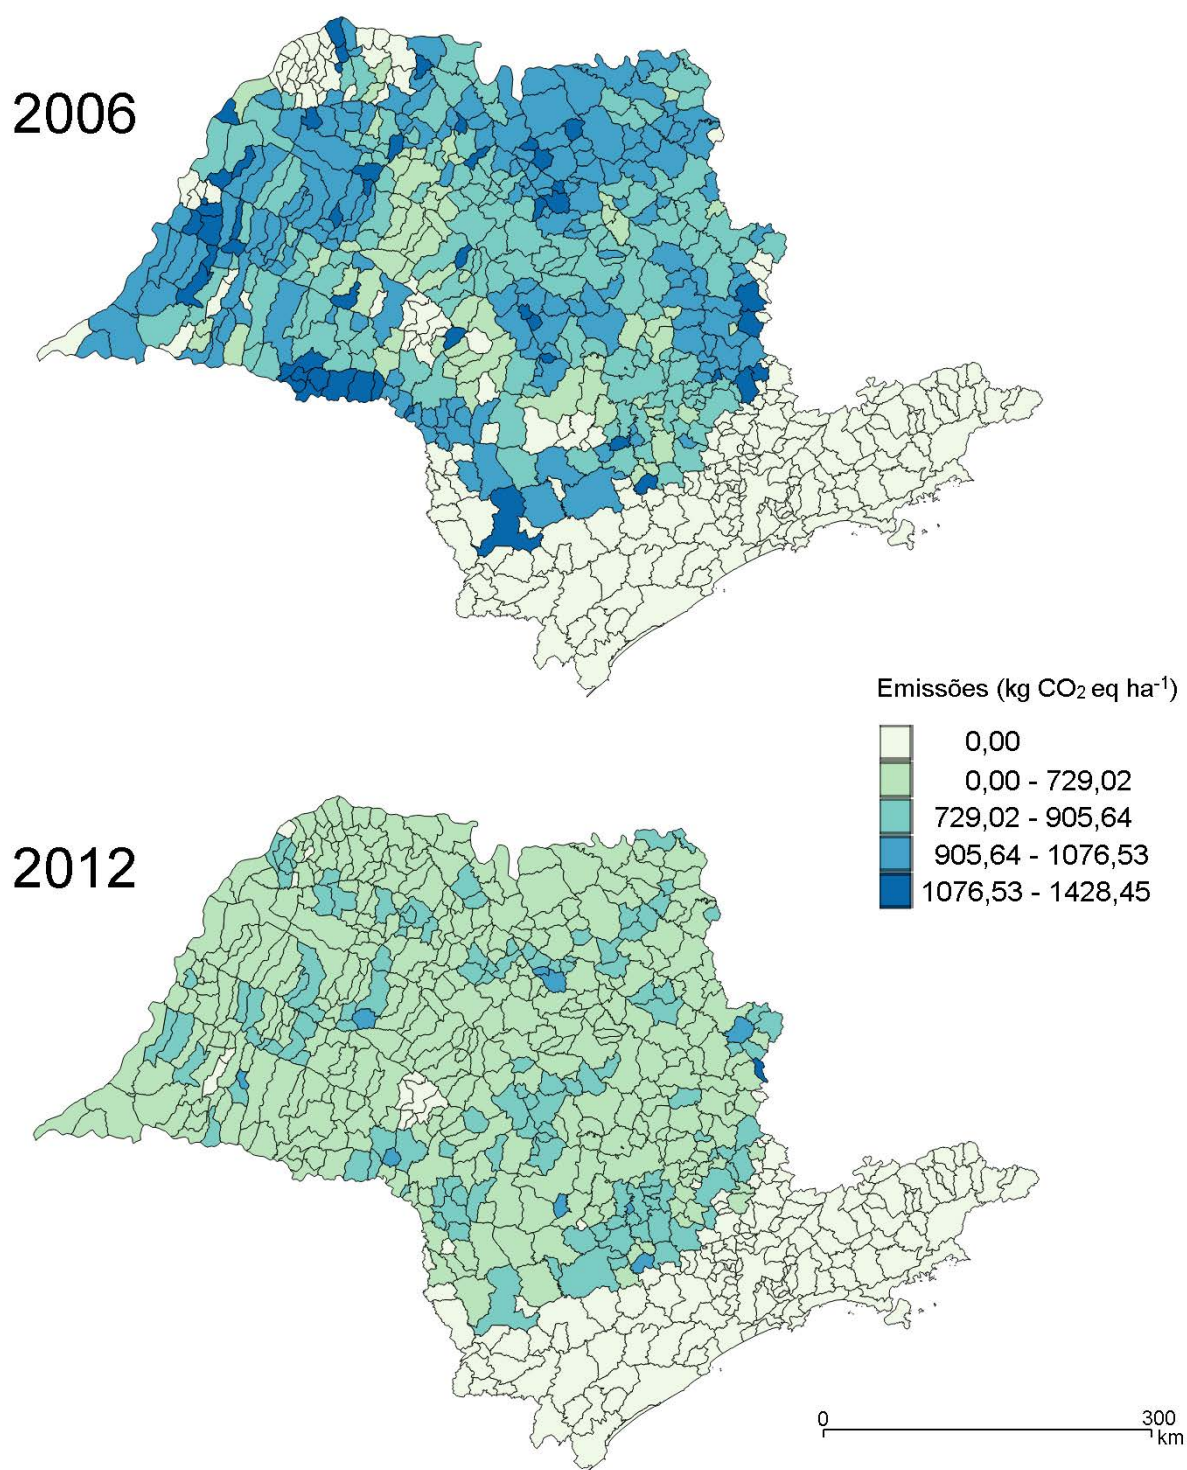 2006
Emissões (kg CO₂ eq ha⁻¹)
0,00
0,00 - 729,02
729,02 - 905,64
905,64 - 1076,53
1076,53 - 1428,45
2012
0 300
km